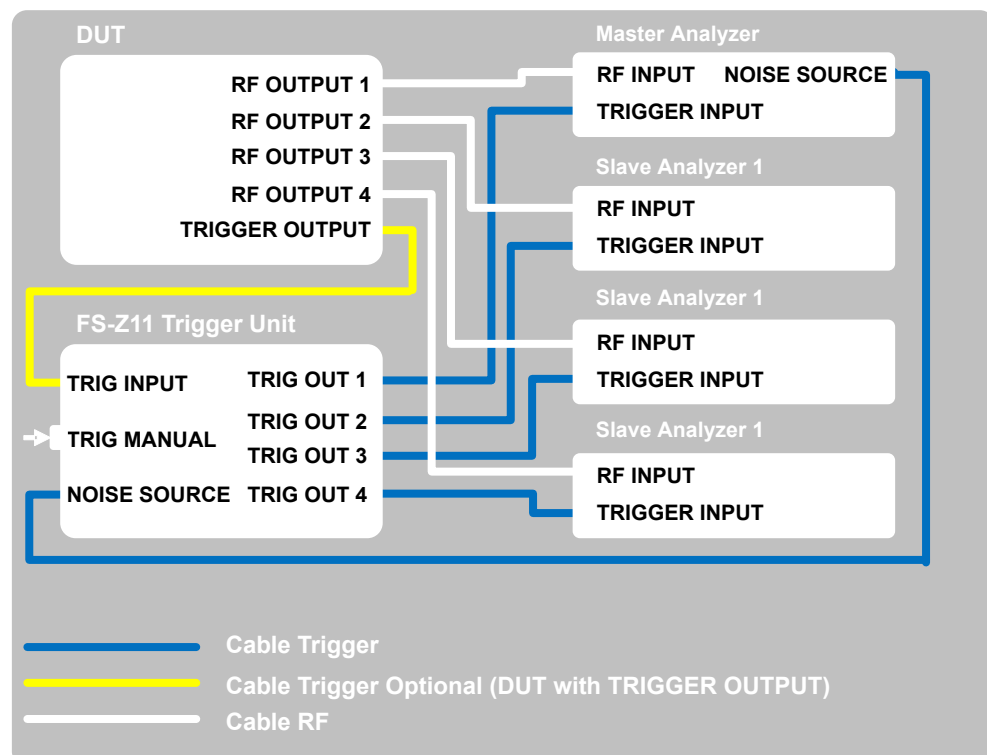 DUT
RF OUTPUT 1
RF OUTPUT 2
RF OUTPUT 3
RF OUTPUT 4
TRIGGER OUTPUT
Master Analyzer
RF INPUT NOISE SOURCE
TRIGGER INPUT
Slave Analyzer 1
RF INPUT
TRIGGER INPUT
Slave Analyzer 1
RF INPUT
TRIGGER INPUT
Slave Analyzer 1
RF INPUT
TRIGGER INPUT
FS-Z11 Trigger Unit
TRIG INPUT
TRIG MANUAL
NOISE SOURCE
TRIG OUT 1
TRIG OUT 2
TRIG OUT 3
TRIG OUT 4
Cable Trigger
Cable Trigger Optional (DUT with TRIGGER OUTPUT)
Cable RF